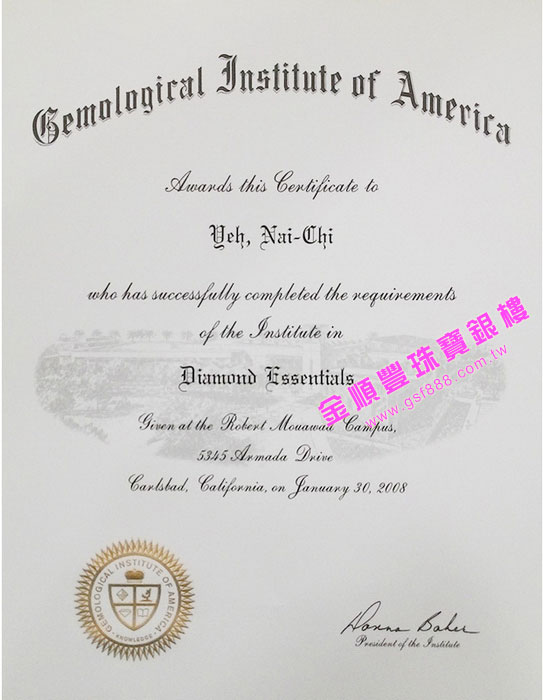 Gemological Institute of America
Awards this Certificate to
Yeh, Nai-Chi
who has successfully completed the requirements
of the Institute in
Diamond Essentials
Given at the Robert Mouawad Campus,
5345 Armada Drive
Carlsbad, California, on January 30, 2008
金順豐珠寶銀樓
www.gsf888.com.tw
GEMOLOGICAL INSTITUTE OF AMERICA
KNOWLEDGE
Donna Baker
President of the Institute